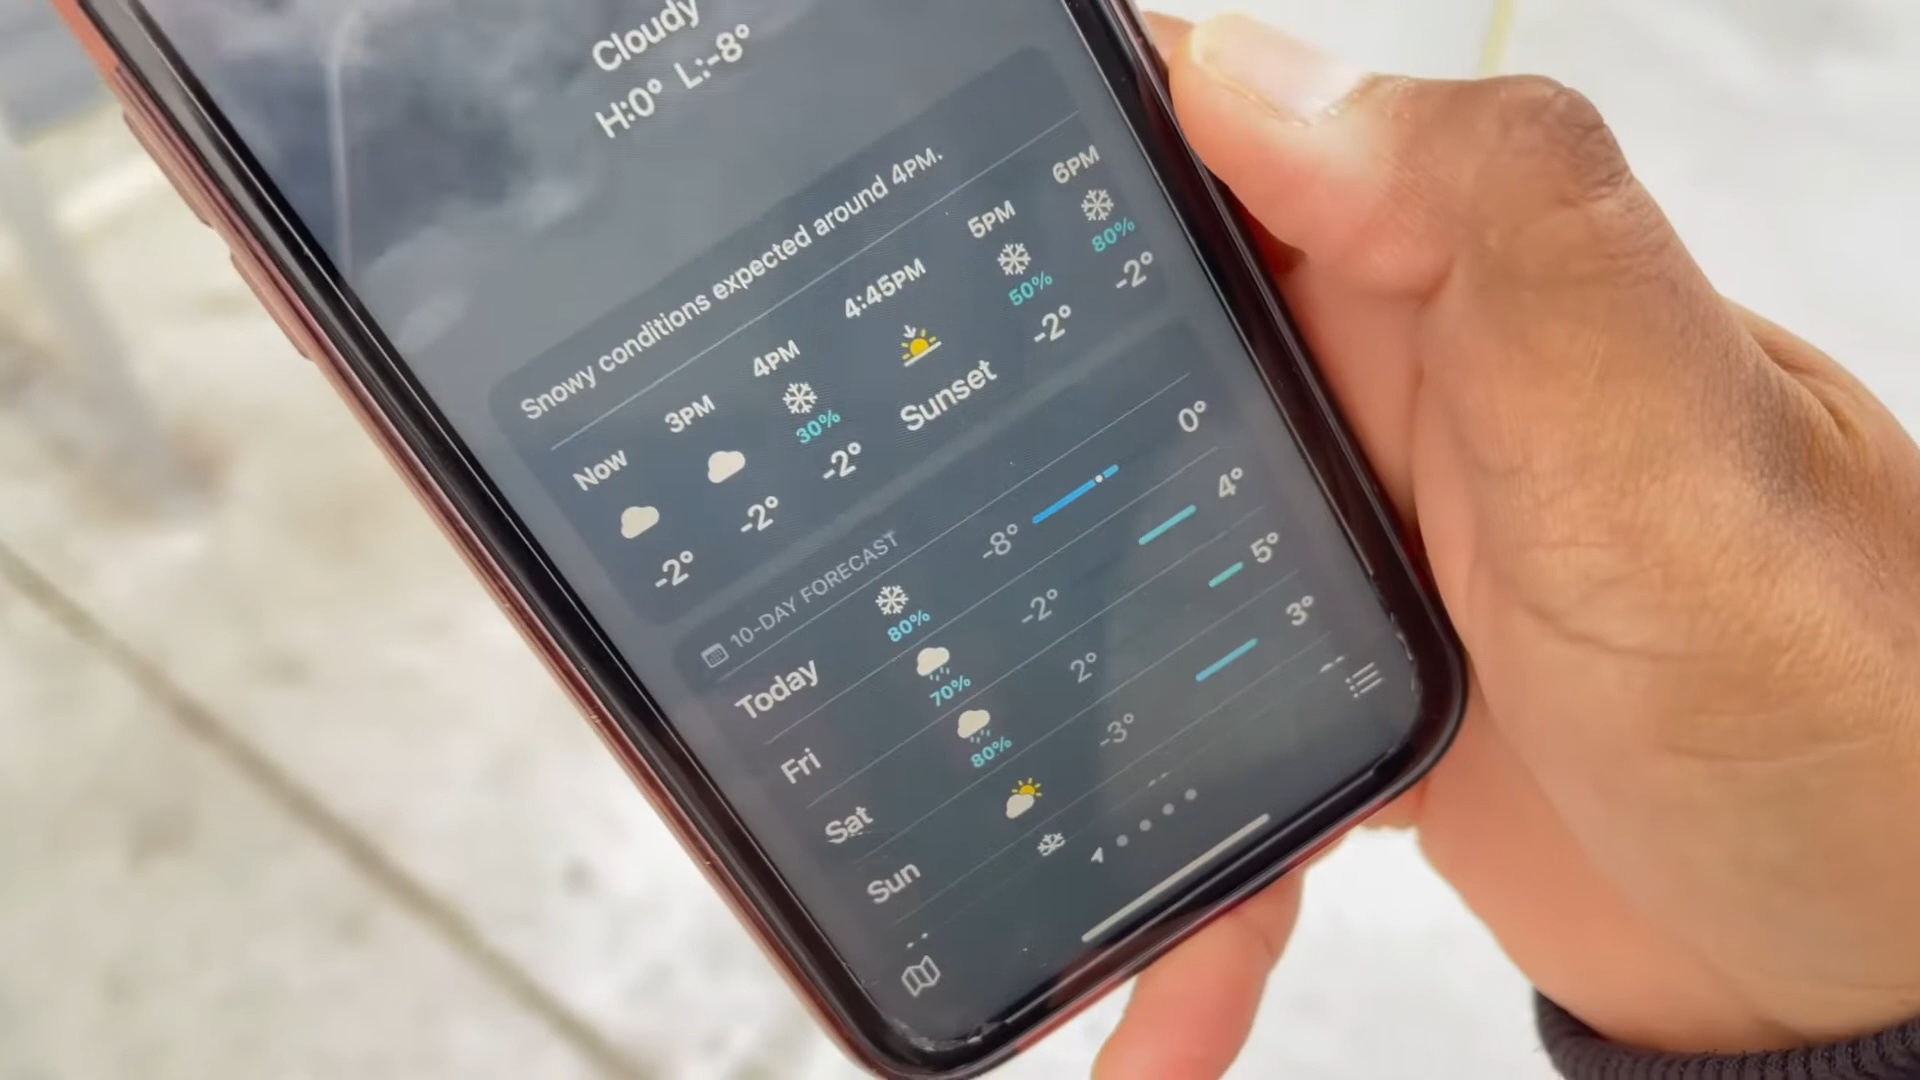 Cloudy
H:0° L:-8°
Snowy conditions expected around 4PM.
Now 3PM 4PM 4:45PM 5PM 6PM
30% 50% 80%
-2° -2° -2° Sunset -2° -2°
10-DAY FORECAST
Today 80% -8° 0°
Fri 70% -2° 4°
Sat 80% 2° 5°
Sun -3° 3°